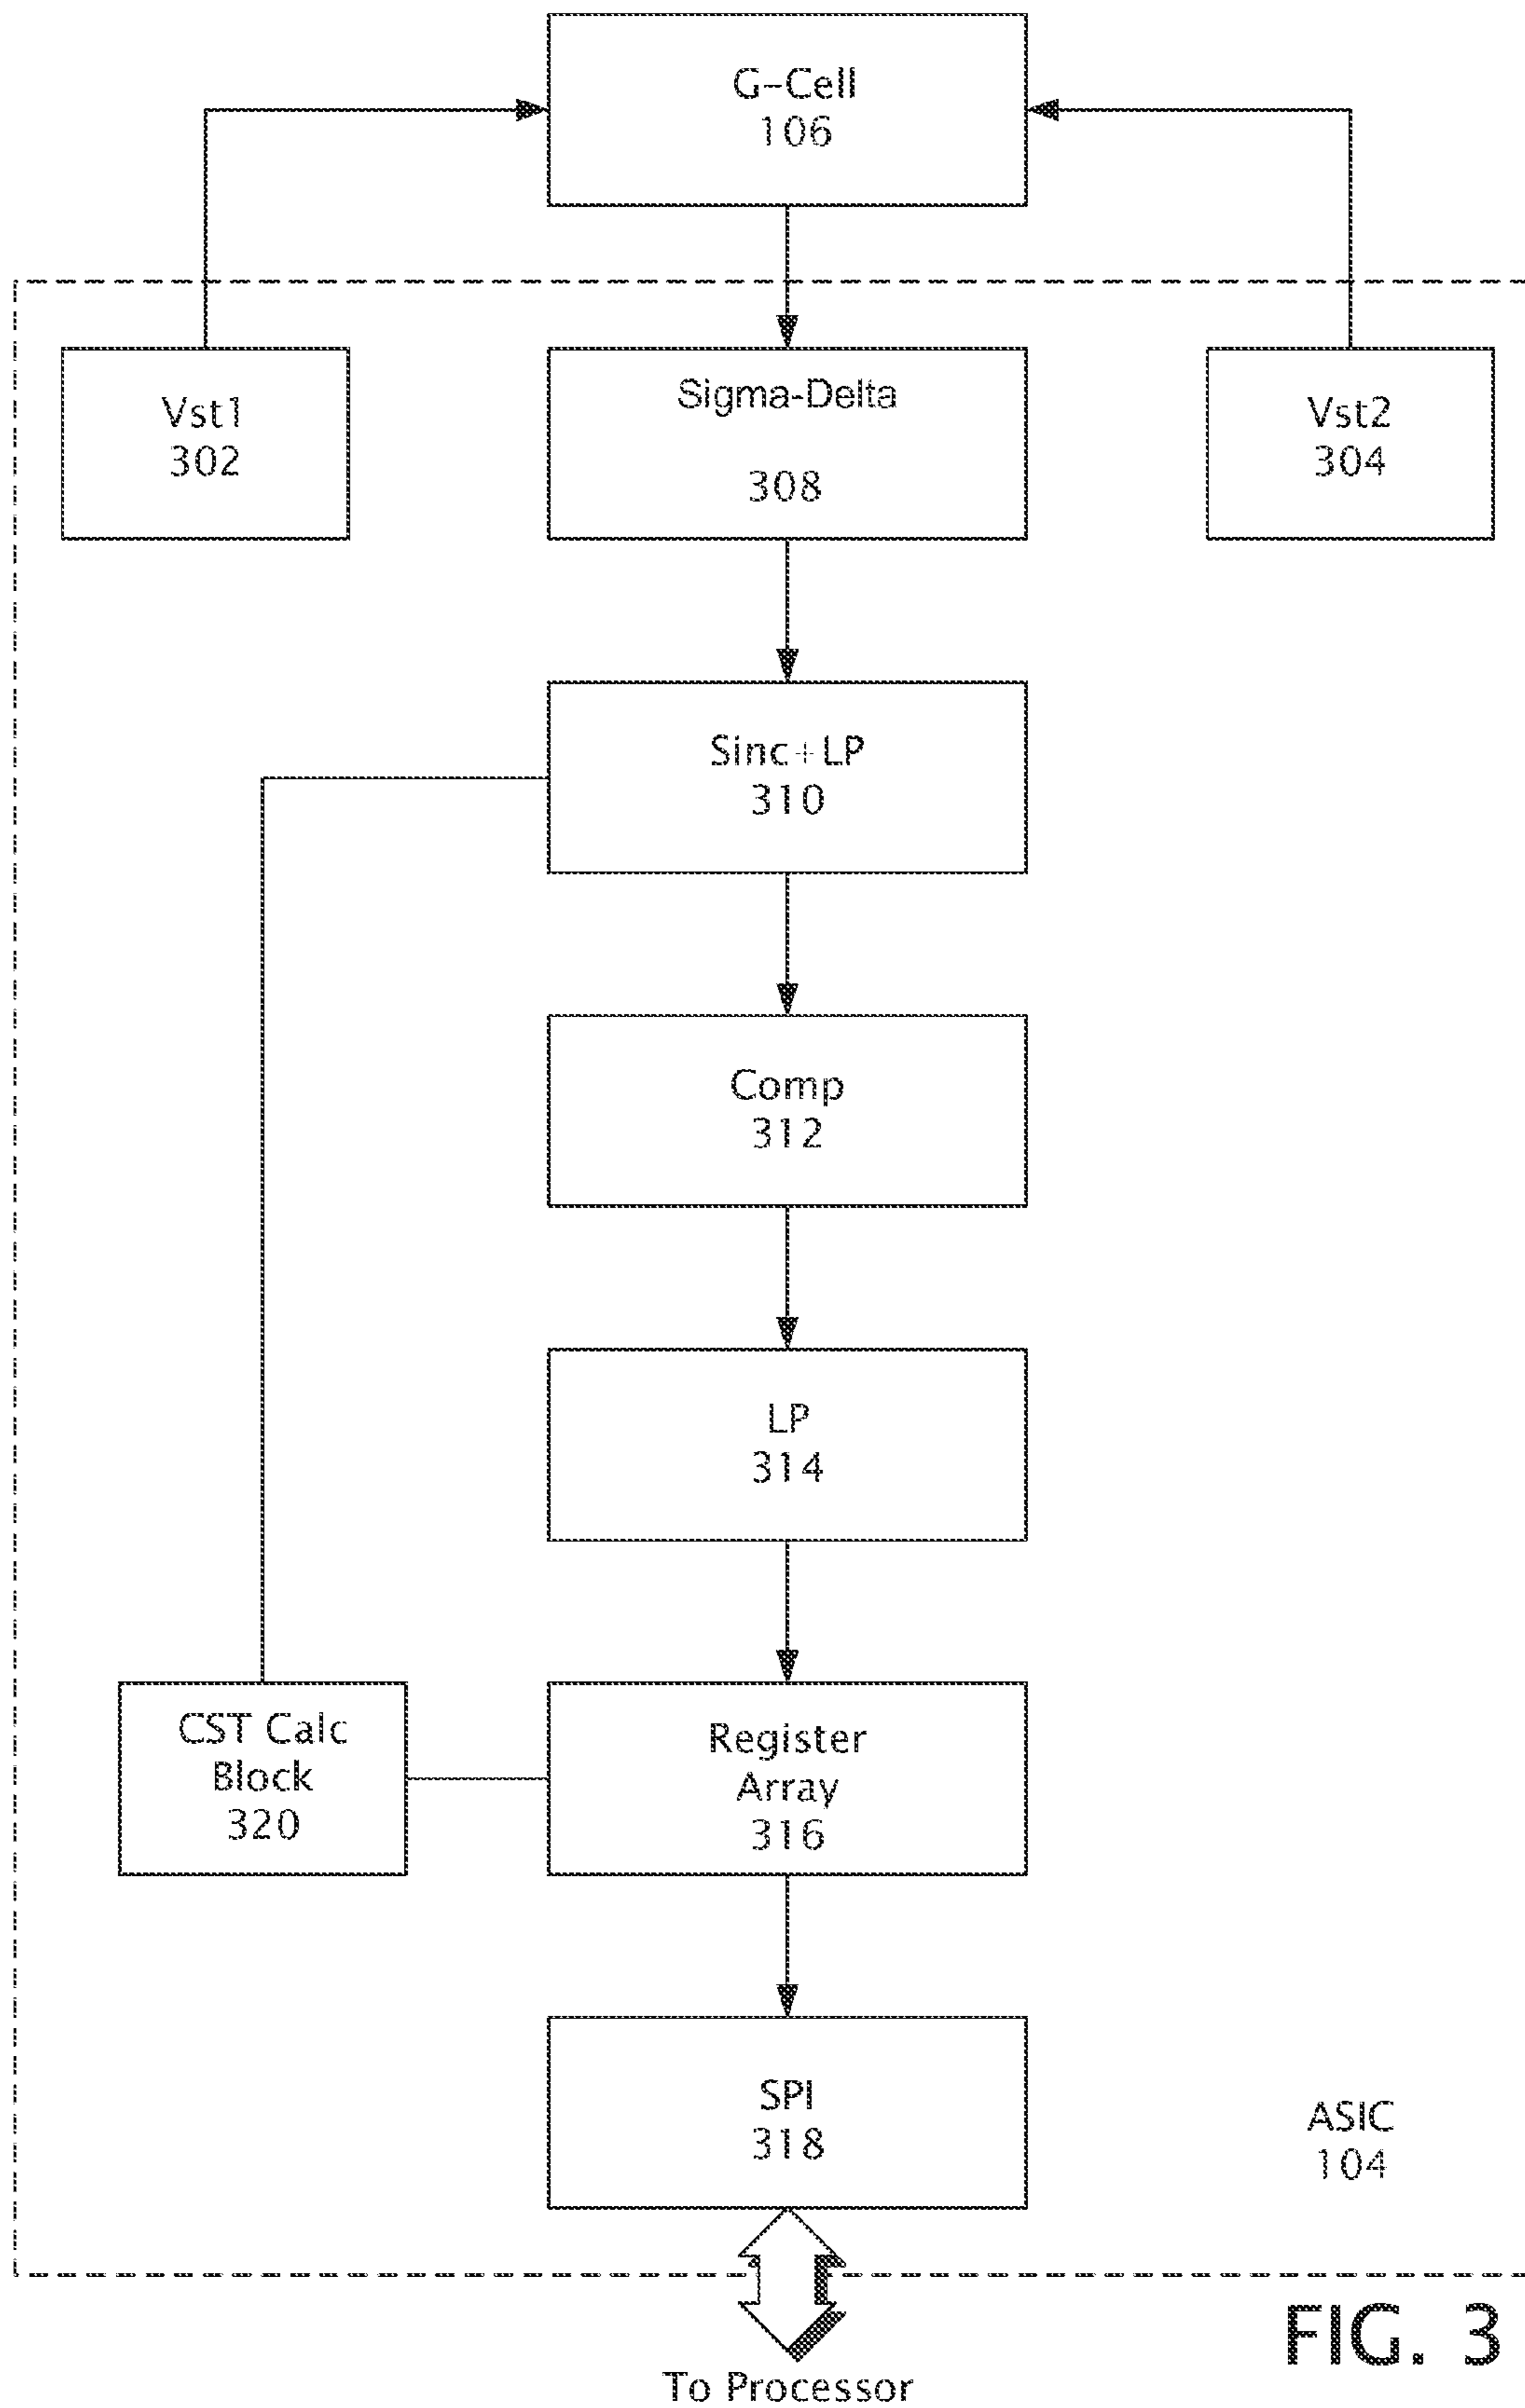 G-Cell
106
Vst1
302
Sigma-Delta
308
Vst2
304
Sinc+LP
310
Comp
312
LP
314
CST Calc
Block
320
Register
Array
316
SPI
318
ASIC
104
To Processor
FIG. 3